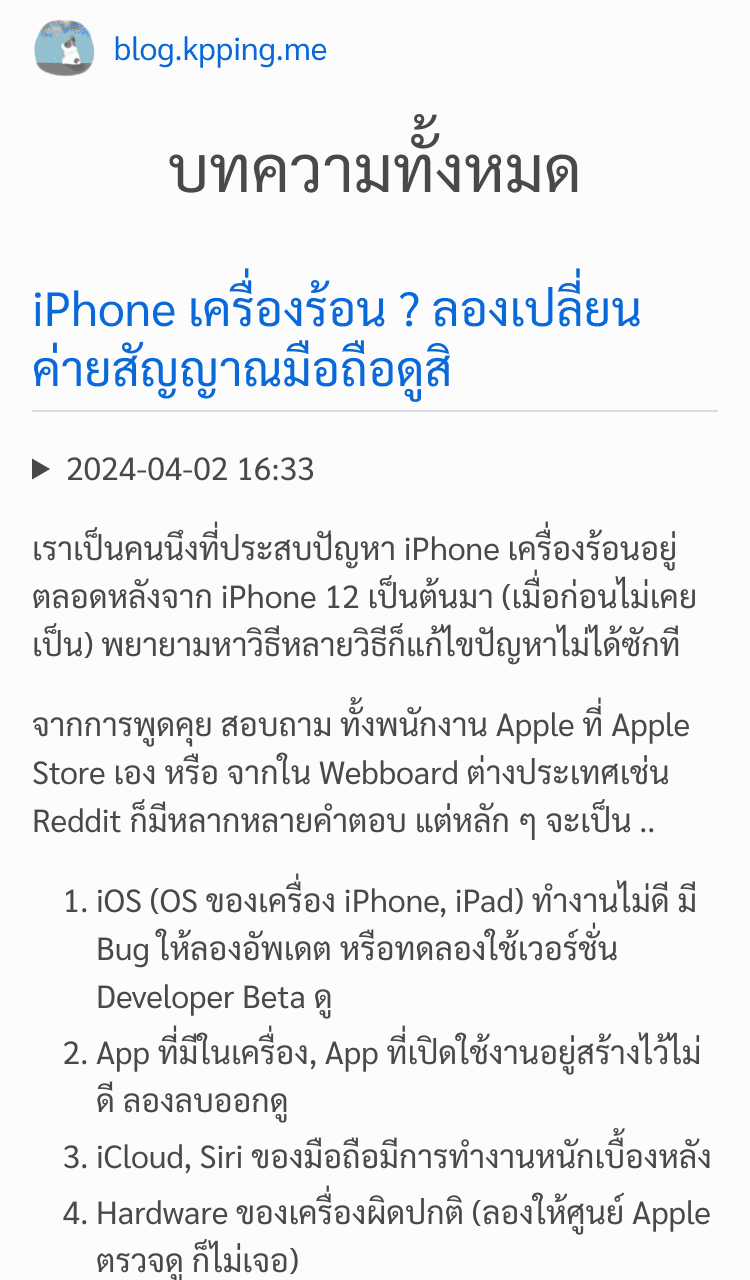 blog.kpping.me
บทความทั้งหมด
iPhone เครื่องร้อน ? ลองเปลี่ยน
ค่ายสัญญาณมือถือดูสิ
2024-04-02 16:33
เราเป็นคนนึงที่ประสบปัญหา iPhone เครื่องร้อนอยู่
ตลอดหลังจาก iPhone 12 เป็นต้นมา (เมื่อก่อนไม่เคย
เป็น) พยายามหาวิธีหลายวิธีก็แก้ไขปัญหาไม่ได้ซักที
จากการพูดคุย สอบถาม ทั้งพนักงาน Apple ที่ Apple
Store เอง หรือ จากใน Webboard ต่างประเทศเช่น
Reddit ก็มีหลากหลายคำตอบ แต่หลัก ๆ จะเป็น ..
1. iOS (OS ของเครื่อง iPhone, iPad) ทำงานไม่ดี มี
Bug ให้ลองอัพเดต หรือทดลองใช้เวอร์ชั่น
Developer Beta ดู
2. App ที่มีในเครื่อง, App ที่เปิดใช้งานอยู่สร้างไว้ไม่
ดี ลองลบออกดู
3. iCloud, Siri ของมือถือมีการทำงานหนักเบื้องหลัง
4. Hardware ของเครื่องผิดปกติ (ลองให้ศูนย์ Apple
ตรวจดู ก็ไม่เจอ)